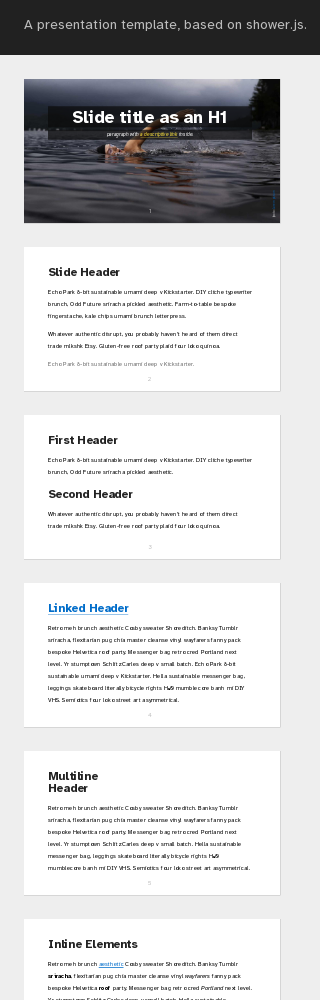 A presentation template, based on shower.js.
Slide title as an H1
paragraph with a descriptive link inside
1
Slide Header
Echo Park 8-bit sustainable umami deep v Kickstarter. DIY cliche typewriter
brunch. Odd Future sriracha pickled aesthetic. Farm-to-table bespoke
fingerstache, kale chips umami brunch letterpress.
Whatever authentic disrupt, you probably haven't heard of them direct
trade mlkshk Etsy. Gluten-free roof party plaid four loko quinoa.
Echo Park 8-bit sustainable umami deep v Kickstarter.
2
First Header
Echo Park 8-bit sustainable umami deep v Kickstarter. DIY cliche typewriter
brunch. Odd Future sriracha pickled aesthetic.
Second Header
Whatever authentic disrupt, you probably haven't heard of them direct
trade mlkshk Etsy. Gluten-free roof party plaid four loko quinoa.
3
Linked Header
Retro meh brunch aesthetic Cosby sweater Shoreditch. Banksy Tumblr
sriracha, flexitarian pug chia master cleanse vinyl wayfarers fanny pack
bespoke Helvetica roof party. Messenger bag retro cred Portland next
level. Yr stumptown Schlitz Carles deep v small batch. Echo Park 8-bit
sustainable umami deep v Kickstarter. Hella sustainable messenger bag,
leggings skateboard literally bicycle rights H2O mumblecore banh mi DIY
VHS. Semiotics four loko street art asymmetrical.
4
Multiline
Header
Retro meh brunch aesthetic Cosby sweater Shoreditch. Banksy Tumblr
sriracha, flexitarian pug chia master cleanse vinyl wayfarers fanny pack
bespoke Helvetica roof party. Messenger bag retro cred Portland next
level. Yr stumptown Schlitz Carles deep v small batch. Hella sustainable
messenger bag, leggings skateboard literally bicycle rights H2O
mumblecore banh mi DIY VHS. Semiotics four loko street art asymmetrical.
5
Inline Elements
Retro meh brunch aesthetic Cosby sweater Shoreditch. Banksy Tumblr
sriracha, flexitarian pug chia master cleanse vinyl wayfarers fanny pack
bespoke Helvetica roof party. Messenger bag retro cred Portland next level.